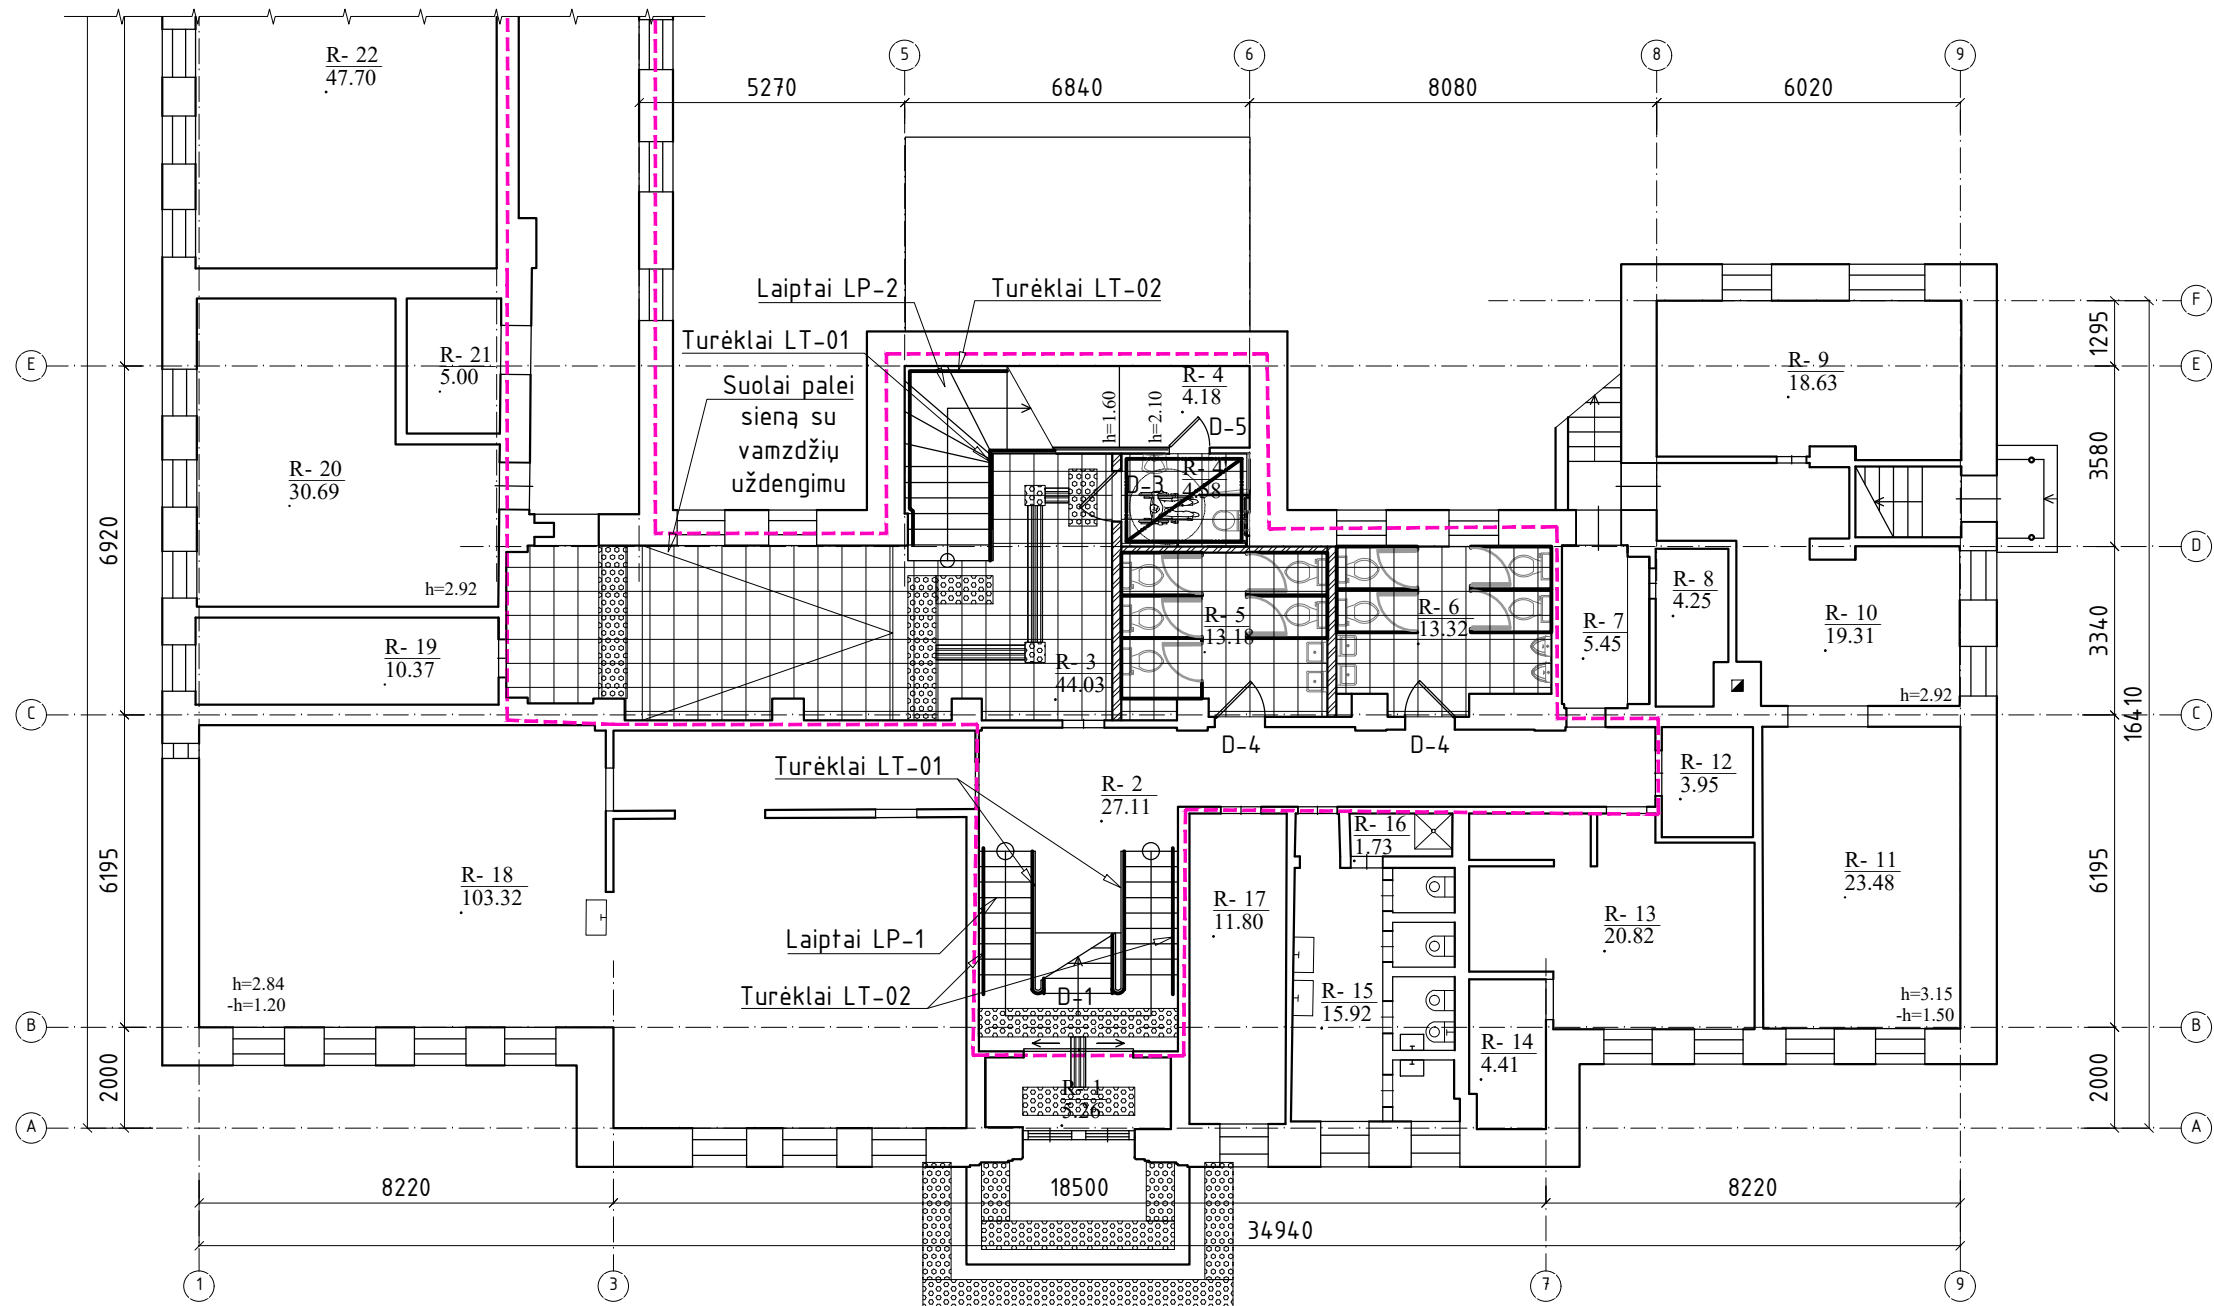 R- 22
47.70
5
6
8
9
5270
6840
8080
6020
Laiptai LP-2
Turėklai LT-02
Turėklai LT-01
Suolai palei
sieną su
vamzdžių
uždengimu
F
E
E
1295
R- 21
5.00
R- 4
4.18
h=1.60
h=2.10
D-5
R- 9
18.63
R- 20
30.69
R- 4
4.58
D-3
3580
6920
D
h=2.92
R- 5
13.18
R- 6
13.32
R- 7
5.45
R- 8
4.25
R- 10
19.31
3340
R- 19
10.37
R- 3
44.03
h=2.92
C
C
16410
D-4
D-4
Turėklai LT-01
R- 2
27.11
R- 12
3.95
R- 16
1.73
6195
R- 18
103.32
R- 17
11.80
R- 11
23.48
6195
R- 13
20.82
Laiptai LP-1
Turėklai LT-02
D-1
h=2.84
-h=1.20
R- 15
15.92
h=3.15
-h=1.50
B
B
R- 14
4.41
2000
2000
R- 1
5.26
A
A
8220
18500
8220
34940
1
3
7
9